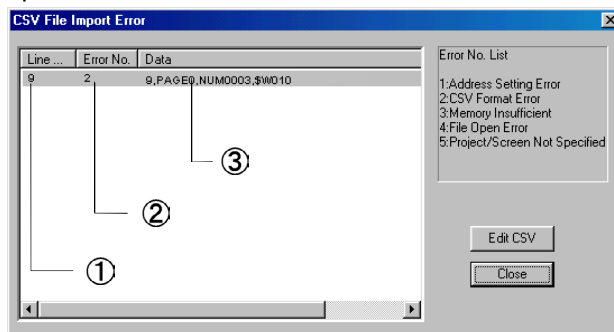 CSV File Import Error
Line ... Error No. Data
9 2 9,PAGE0,NUM0003,$W010
Error No. List
1:Address Setting Error
2:CSV Format Error
3:Memory Insufficient
4:File Open Error
5:Project/Screen Not Specified
③
②
①
Edit CSV
Close